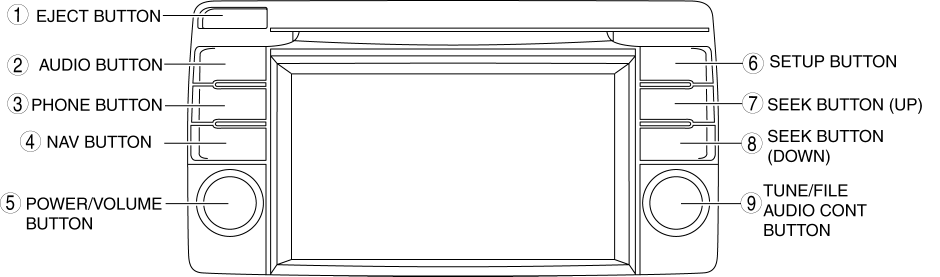 ① EJECT BUTTON
② AUDIO BUTTON
③ PHONE BUTTON
④ NAV BUTTON
⑤ POWER/VOLUME
BUTTON
⑥ SETUP BUTTON
⑦ SEEK BUTTON (UP)
⑧ SEEK BUTTON
(DOWN)
⑨ TUNE/FILE
AUDIO CONT
BUTTON